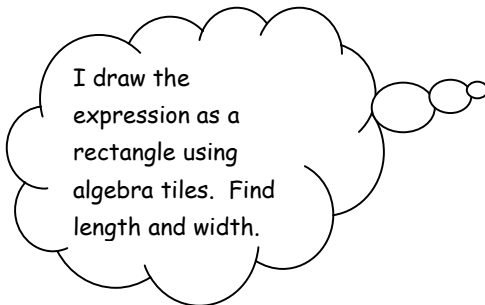 I draw the
expression as a
rectangle using
algebra tiles. Find
length and width.